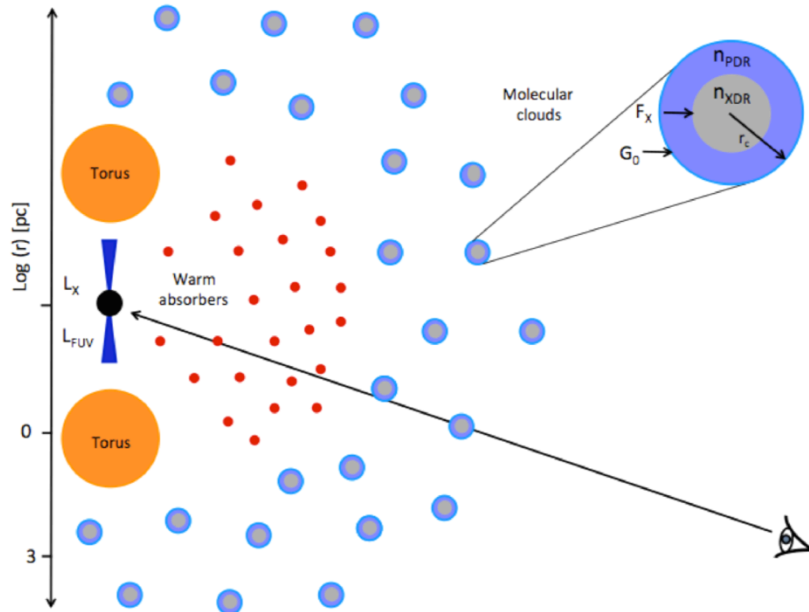 Molecular
clouds
n_PDR
n_XDR
F_X
r_c
G_0
Torus
Log (r) [pc]
L_X
Warm
absorbers
L_FUV
0
Torus
3